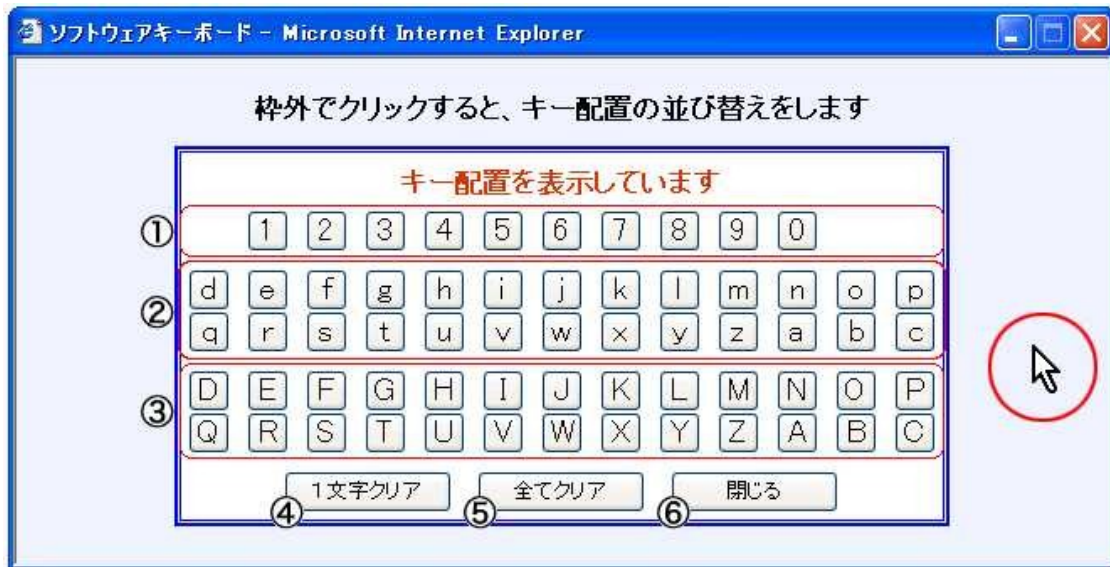 ソフトウェアキーボード - Microsoft Internet Explorer
枠外でクリックすると、キー配置の並び替えをします
キー配置を表示しています
① 1 2 3 4 5 6 7 8 9 0
② d e f g h i j k l m n o p
q r s t u v w x y z a b c
③ D E F G H I J K L M N O P
Q R S T U V W X Y Z A B C
1文字クリア 全てクリア 閉じる
④ ⑤ ⑥